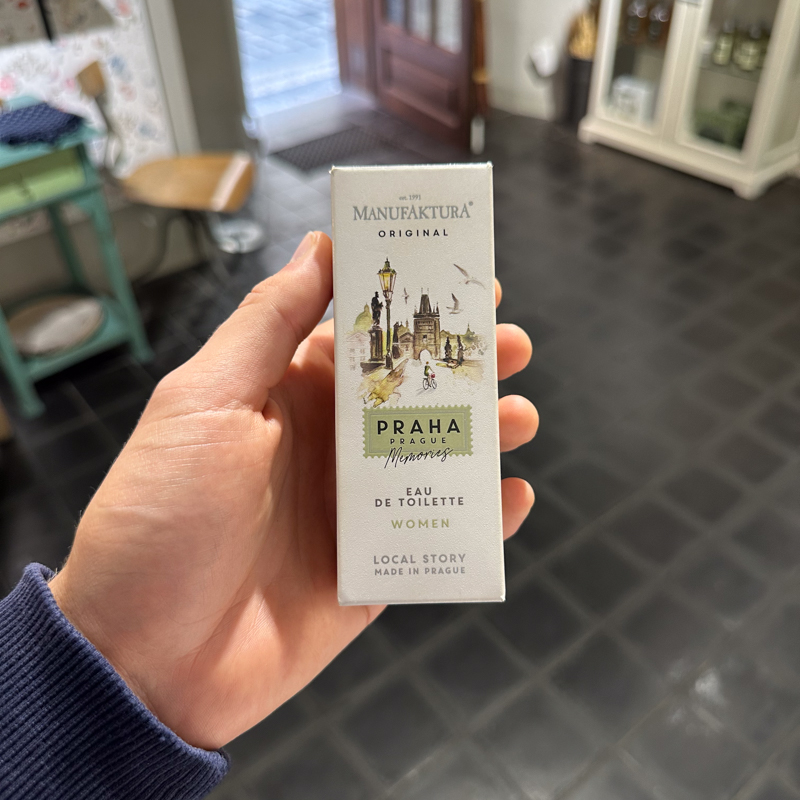 est. 1991
MANUFAKTURA®
ORIGINAL
PRAHA
PRAGUE
Memories
EAU
DE TOILETTE
WOMEN
LOCAL STORY
MADE IN PRAGUE